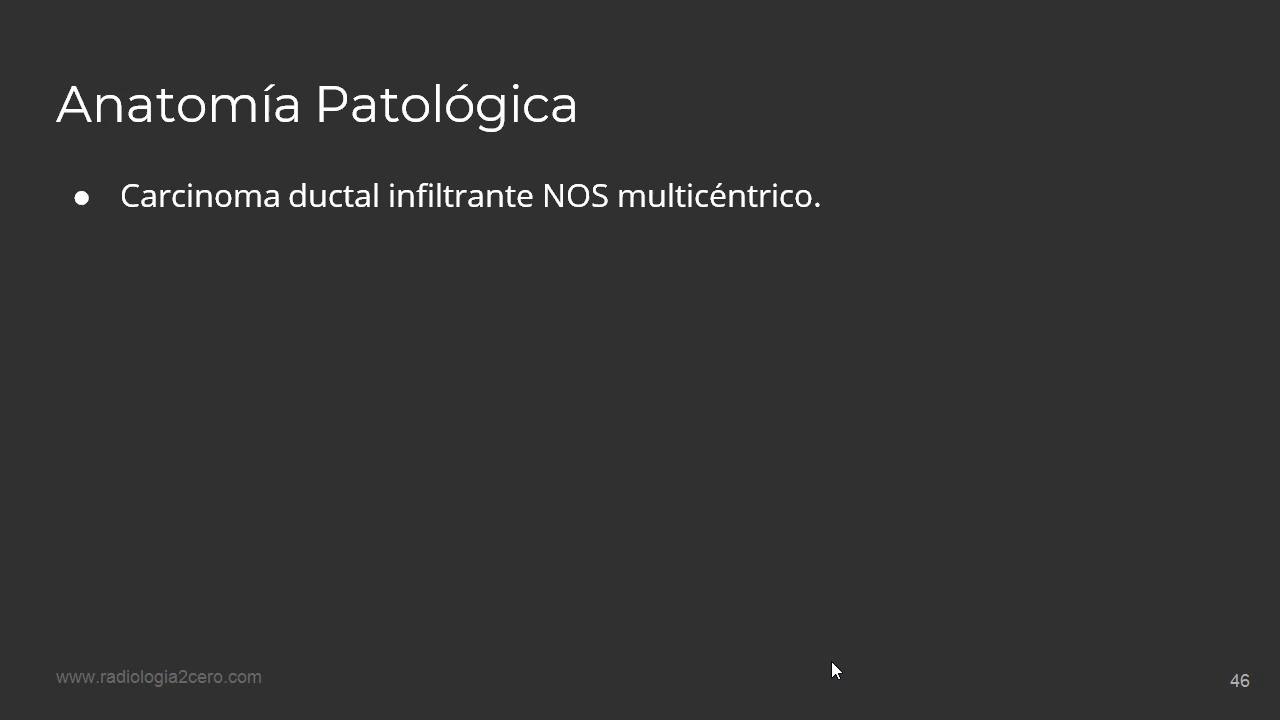 Anatomía Patológica
● Carcinoma ductal infiltrante NOS multicéntrico.
www.radiologia2cero.com
46